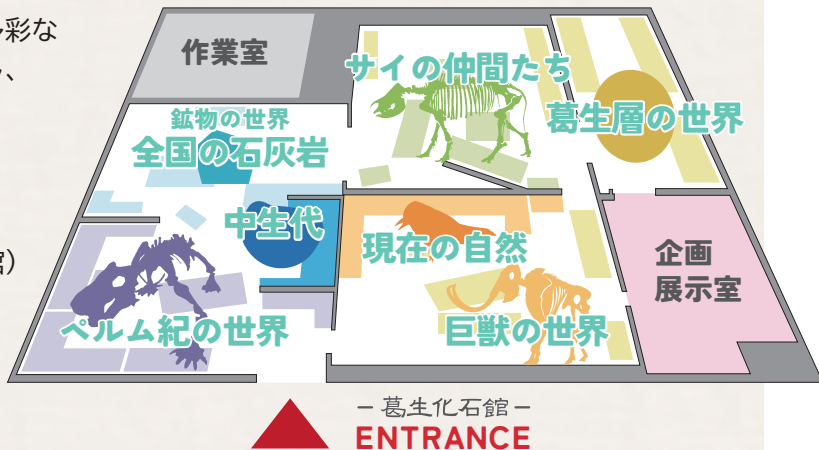 彩な
、
館）
作業室
サイの仲間たち
葛生層の世界
鉱物の世界
全国の石灰岩
中生代
現在の自然
企画
展示室
ペルム紀の世界
巨獣の世界
－葛生化石館－
ENTRANCE